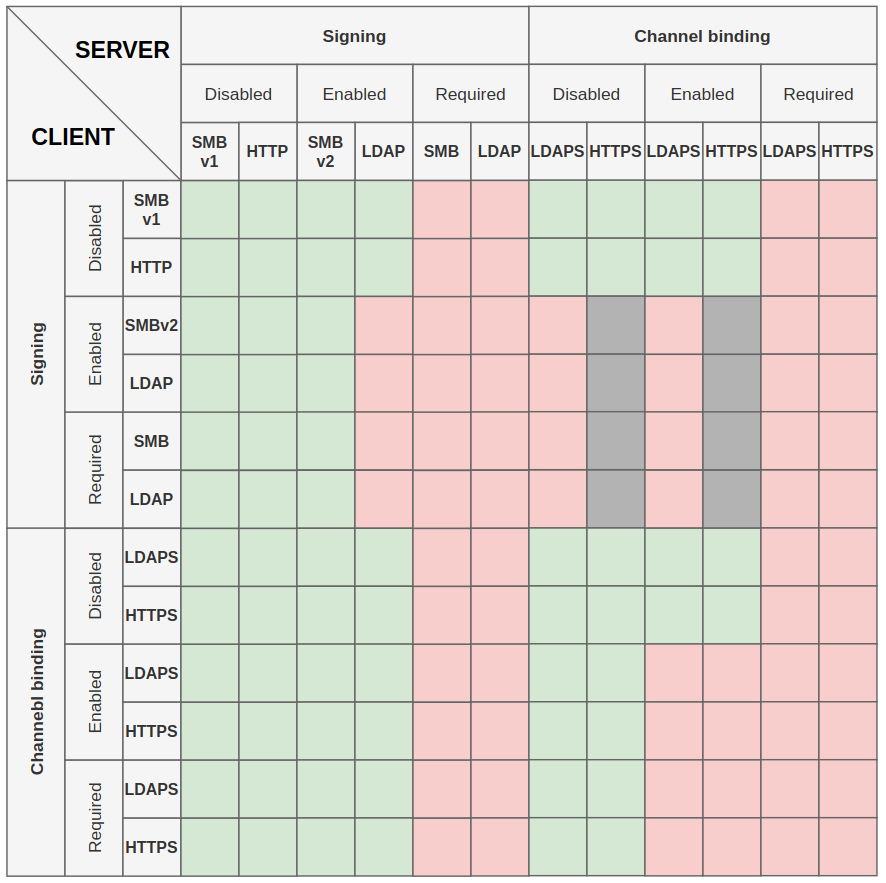 SERVER
CLIENT
Signing
Channel binding
Disabled
Enabled
Required
Disabled
Enabled
Required
SMB
v1
HTTP
SMB
v2
LDAP
SMB
LDAP
LDAPS
HTTPS
LDAPS
HTTPS
LDAPS
HTTPS
Signing
Disabled
SMB
v1
HTTP
Enabled
SMBv2
LDAP
Required
SMB
LDAP
Channebl binding
Disabled
LDAPS
HTTPS
Enabled
LDAPS
HTTPS
Required
LDAPS
HTTPS